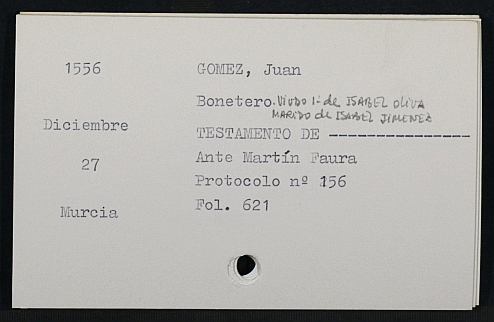 1556 GOMEZ, Juan
Bonetero. Viudo 1º de ISABEL OLIVA
MARIDO de ISABEL JIMENEZ
Diciembre
TESTAMENTO DE ---------------
27 Ante Martín Faura
Protocolo nº 156
Murcia Fol. 621